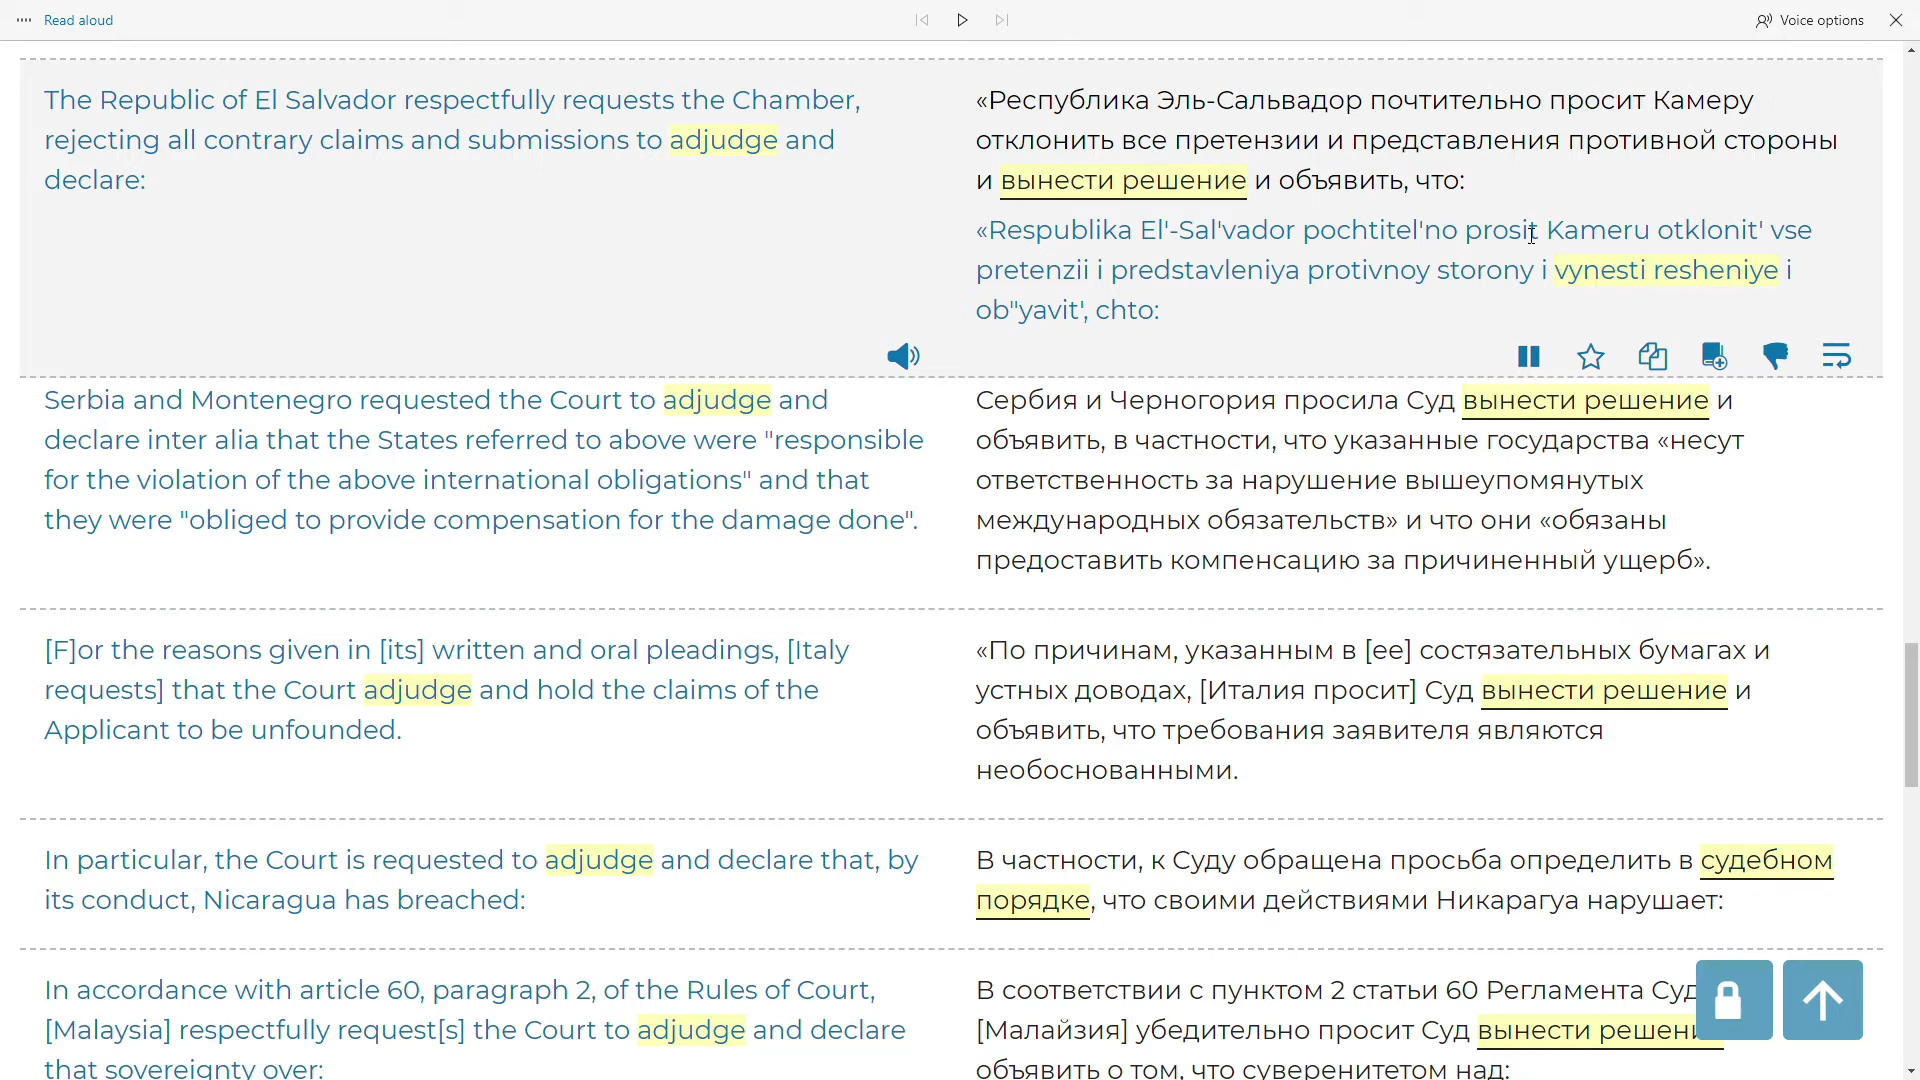 Read aloud
Voice options
The Republic of El Salvador respectfully requests the Chamber,
rejecting all contrary claims and submissions to adjudge and
declare:
«Республика Эль-Сальвадор почтительно просит Камеру
отклонить все претензии и представления противной стороны
и вынести решение и объявить, что:
«Respublika El'-Sal'vador pochtitel'no prosit Kameru otklonit' vse
pretenzii i predstavleniya protivnoy storony i vynesti resheniye i
ob"yavit', chto:
Serbia and Montenegro requested the Court to adjudge and
declare inter alia that the States referred to above were "responsible
for the violation of the above international obligations" and that
they were "obliged to provide compensation for the damage done".
Сербия и Черногория просила Суд вынести решение и
объявить, в частности, что указанные государства «несут
ответственность за нарушение вышеупомянутых
международных обязательств» и что они «обязаны
предоставить компенсацию за причиненный ущерб».
[F]or the reasons given in [its] written and oral pleadings, [Italy
requests] that the Court adjudge and hold the claims of the
Applicant to be unfounded.
«По причинам, указанным в [ее] состязательных бумагах и
устных доводах, [Италия просит] Суд вынести решение и
объявить, что требования заявителя являются
необоснованными.
In particular, the Court is requested to adjudge and declare that, by
its conduct, Nicaragua has breached:
В частности, к Суду обращена просьба определить в судебном
порядке, что своими действиями Никарагуа нарушает:
In accordance with article 60, paragraph 2, of the Rules of Court,
[Malaysia] respectfully request[s] the Court to adjudge and declare
that sovereignty over:
В соответствии с пунктом 2 статьи 60 Регламента
[Малайзия] убедительно просит Суд вынести
объявить о том, что суверенитетом над: